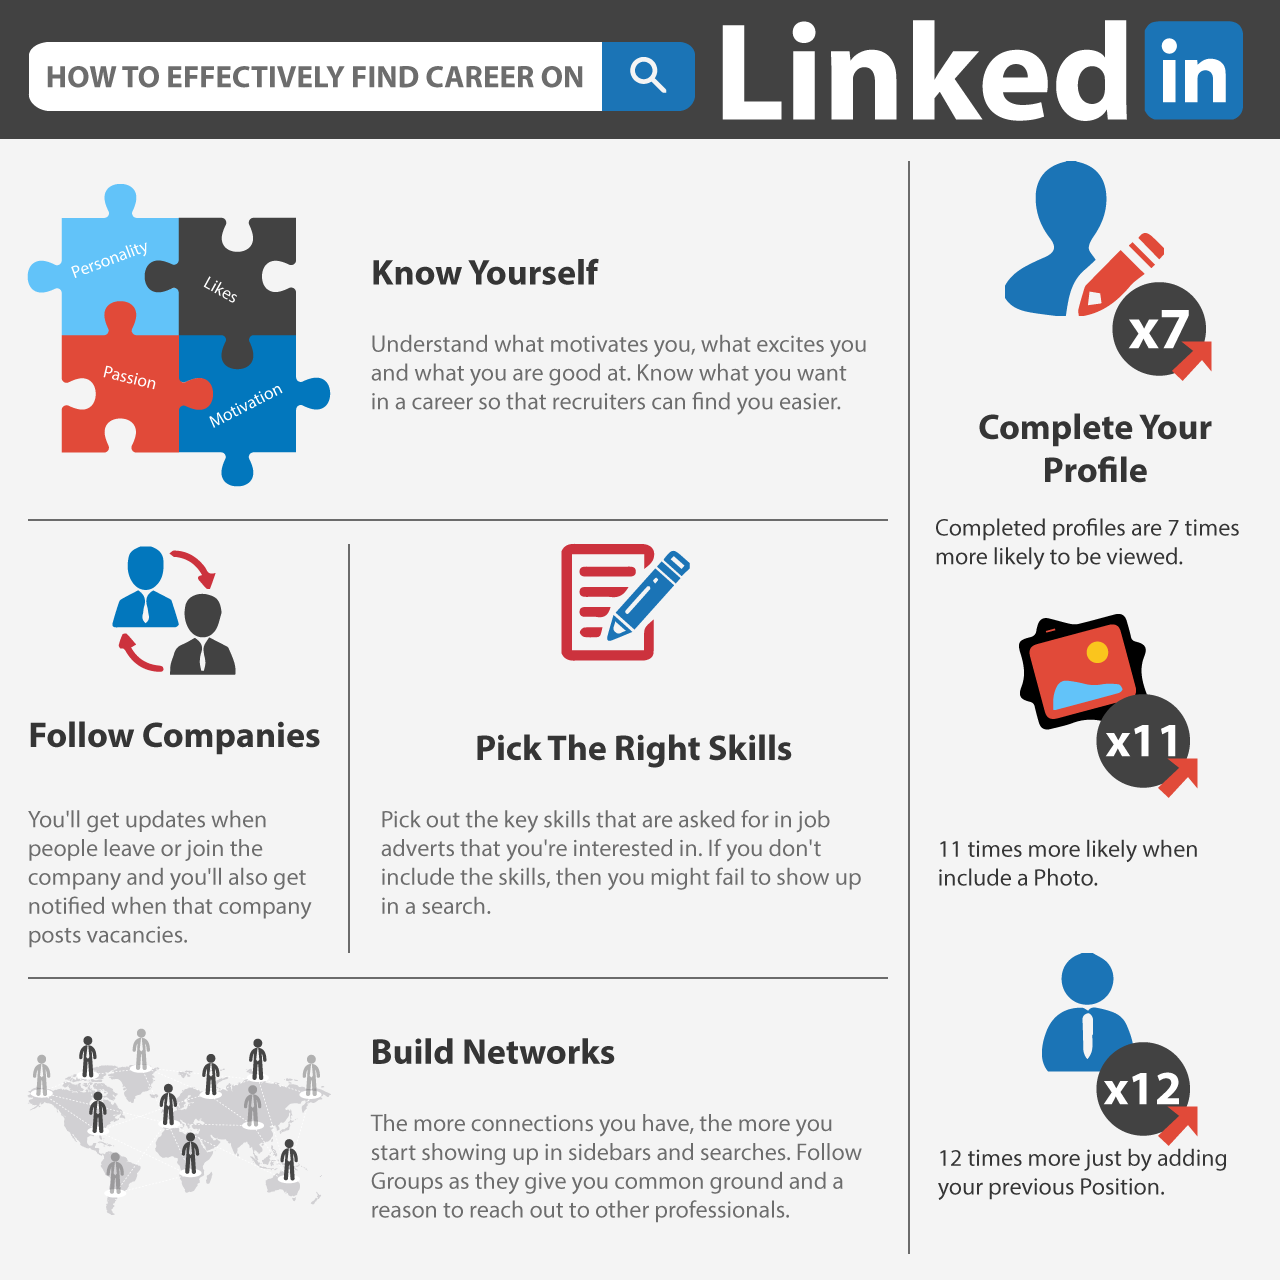 HOW TO EFFECTIVELY FIND CAREER ON
Linked in
Personality
Likes
Passion
Motivation
Know Yourself
Understand what motivates you, what excites you
and what you are good at. Know what you want
in a career so that recruiters can find you easier.
Follow Companies
You'll get updates when
people leave or join the
company and you'll also get
notified when that company
posts vacancies.
Pick The Right Skills
Pick out the key skills that are asked for in job
adverts that you're interested in. If you don't
include the skills, then you might fail to show up
in a search.
Build Networks
The more connections you have, the more you
start showing up in sidebars and searches. Follow
Groups as they give you common ground and a
reason to reach out to other professionals.
x7
Complete Your
Profile
Completed profiles are 7 times
more likely to be viewed.
x11
11 times more likely when
include a Photo.
x12
12 times more just by adding
your previous Position.